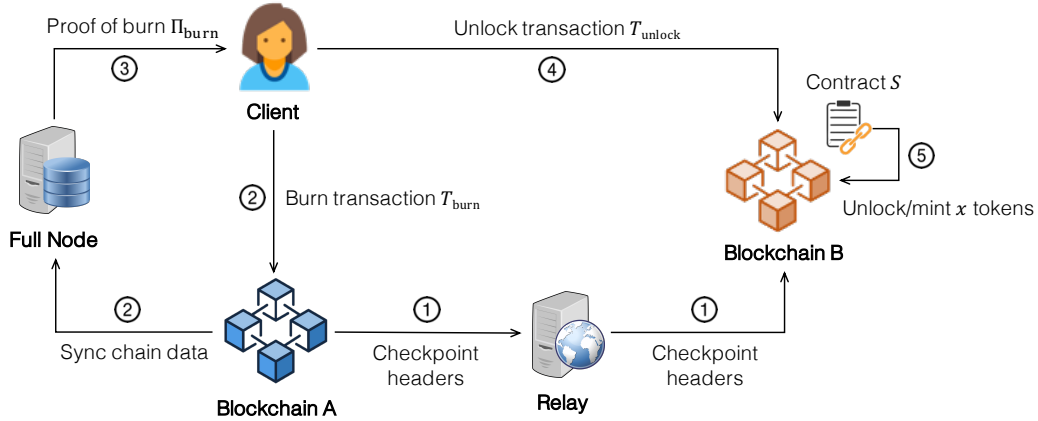 Proof of burn Π_burn
Unlock transaction T_unlock
③
④
Client
Contract S
⑤
②
Burn transaction T_burn
Unlock/mint x tokens
Full Node
Blockchain B
②
①
①
Sync chain data
Checkpoint
headers
Checkpoint
headers
Blockchain A
Relay